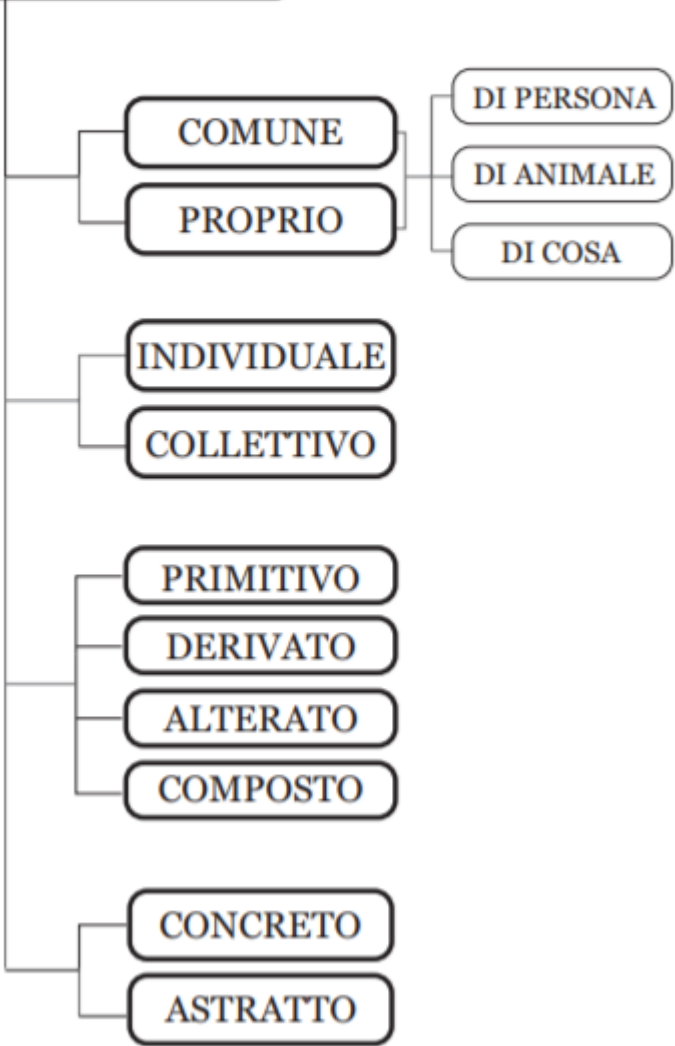 COMUNE
PROPRIO
DI PERSONA
DI ANIMALE
DI COSA
INDIVIDUALE
COLLETTIVO
PRIMITIVO
DERIVATO
ALTERATO
COMPOSTO
CONCRETO
ASTRATTO